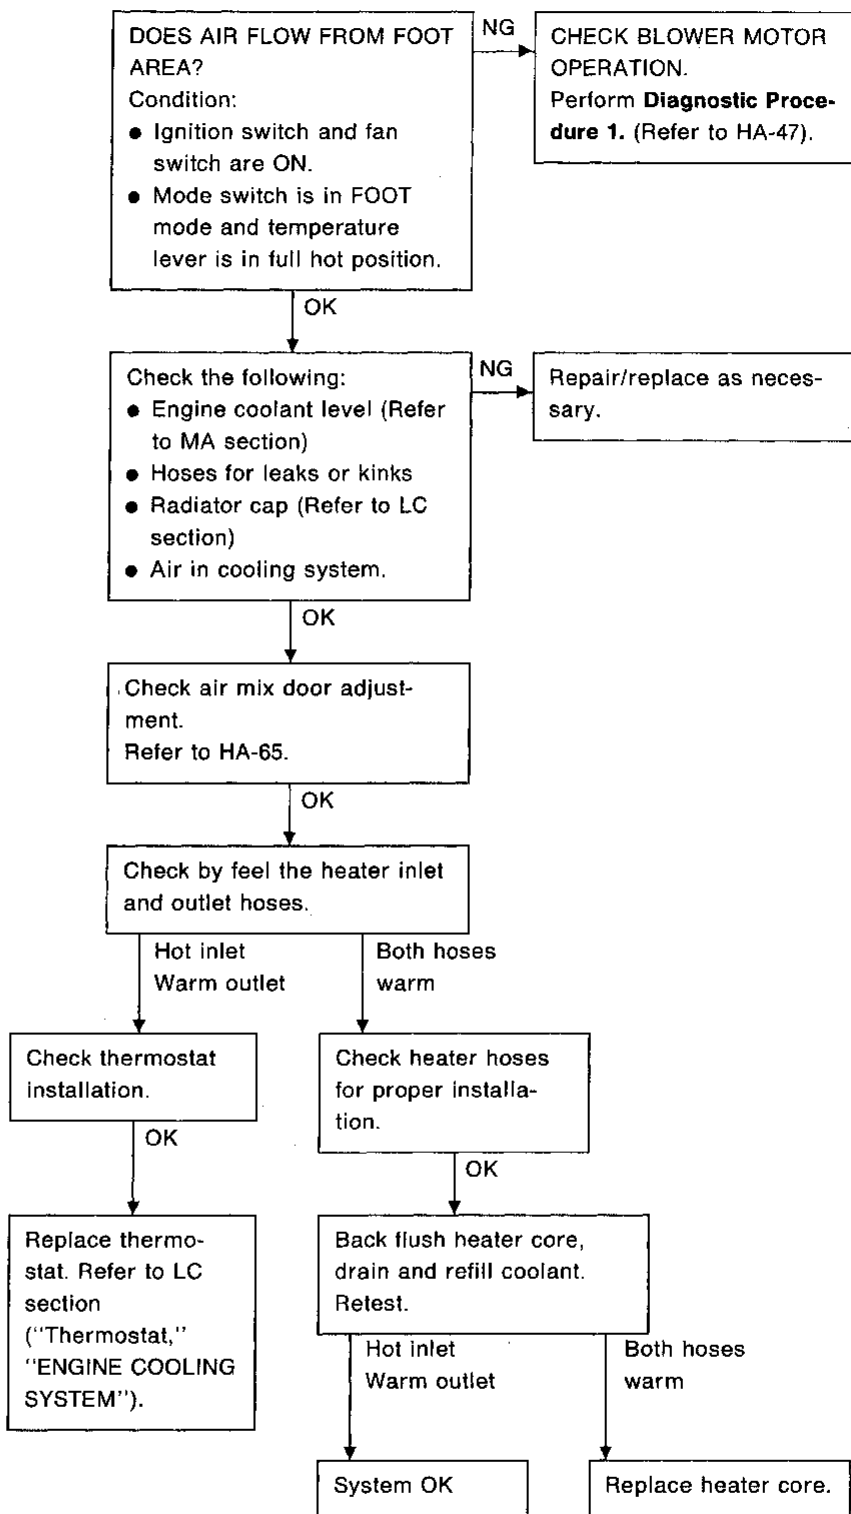 DOES AIR FLOW FROM FOOT
AREA?
Condition:
● Ignition switch and fan
switch are ON.
● Mode switch is in FOOT
mode and temperature
lever is in full hot position.
NG
CHECK BLOWER MOTOR
OPERATION.
Perform Diagnostic Proce-
dure 1. (Refer to HA-47).
OK
Check the following:
● Engine coolant level (Refer
to MA section)
● Hoses for leaks or kinks
● Radiator cap (Refer to LC
section)
● Air in cooling system.
NG
Repair/replace as neces-
sary.
OK
Check air mix door adjust-
ment.
Refer to HA-65.
OK
Check by feel the heater inlet
and outlet hoses.
Hot inlet
Warm outlet
Both hoses
warm
Check thermostat
installation.
Check heater hoses
for proper installa-
tion.
OK
OK
Replace thermo-
stat. Refer to LC
section
("Thermostat,"
"ENGINE COOLING
SYSTEM").
Back flush heater core,
drain and refill coolant.
Retest.
Hot inlet
Warm outlet
Both hoses
warm
System OK
Replace heater core.